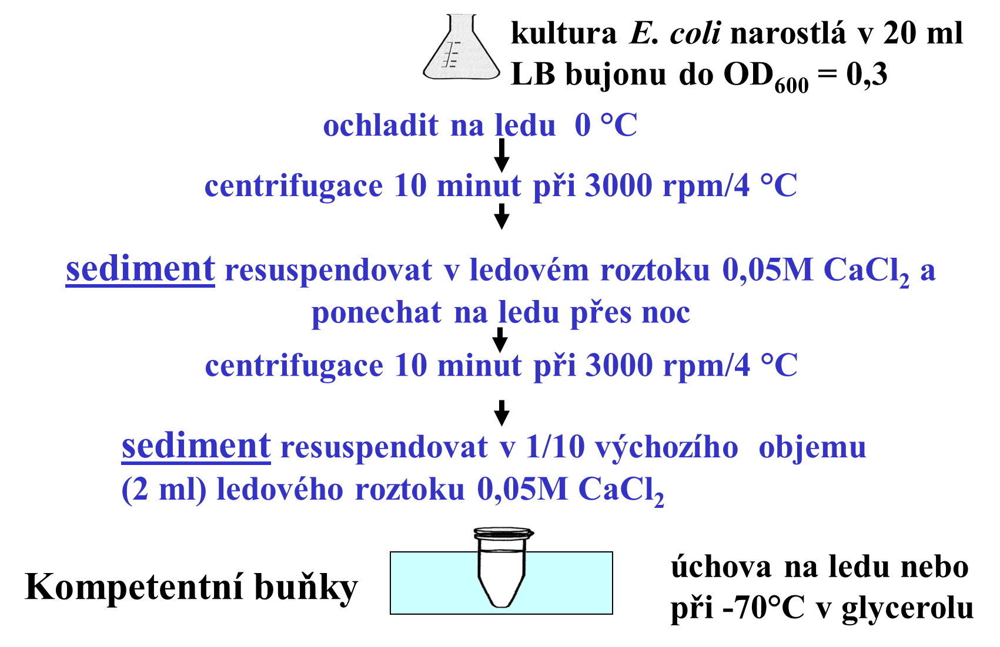 kultura E. coli narostlá v 20 ml
LB bujonu do OD600 = 0,3
ochladit na ledu 0 °C
centrifugace 10 minut při 3000 rpm/4 °C
sediment resuspendovat v ledovém roztoku 0,05M CaCl2 a
ponechat na ledu přes noc
centrifugace 10 minut při 3000 rpm/4 °C
sediment resuspendovat v 1/10 výchozího objemu
(2 ml) ledového roztoku 0,05M CaCl2
Kompetentní buňky
úchova na ledu nebo
při -70°C v glycerolu